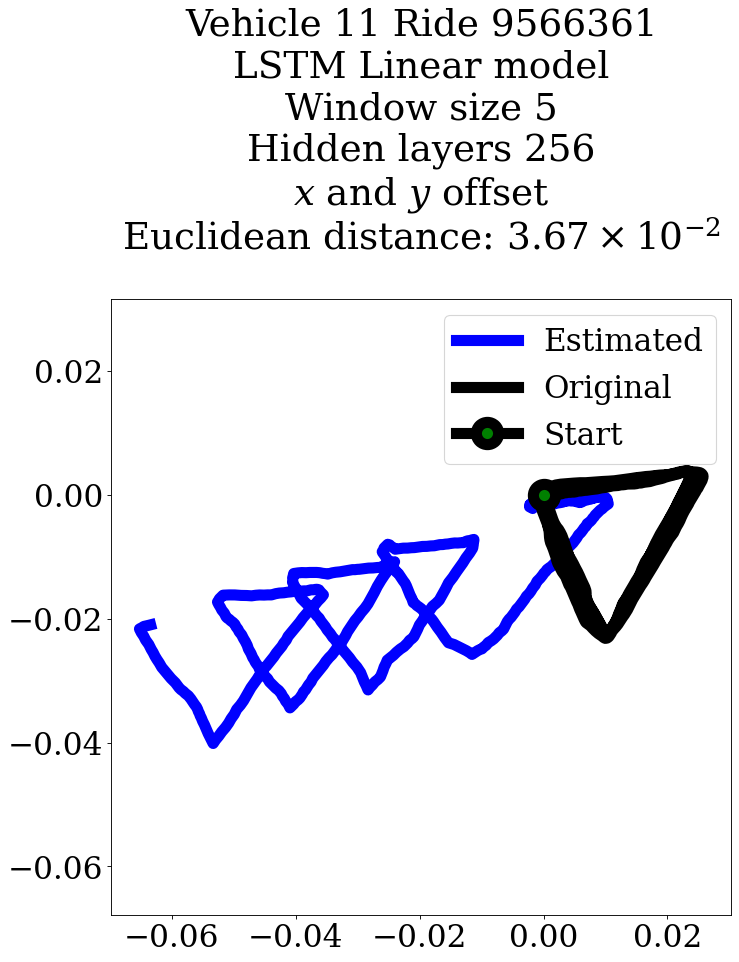 Vehicle 11 Ride 9566361
LSTM Linear model
Window size 5
Hidden layers 256
x and y offset
Euclidean distance: 3.67 × 10⁻²
Estimated
Original
Start
0.02
0.00
−0.02
−0.04
−0.06
−0.06 −0.04 −0.02 0.00 0.02